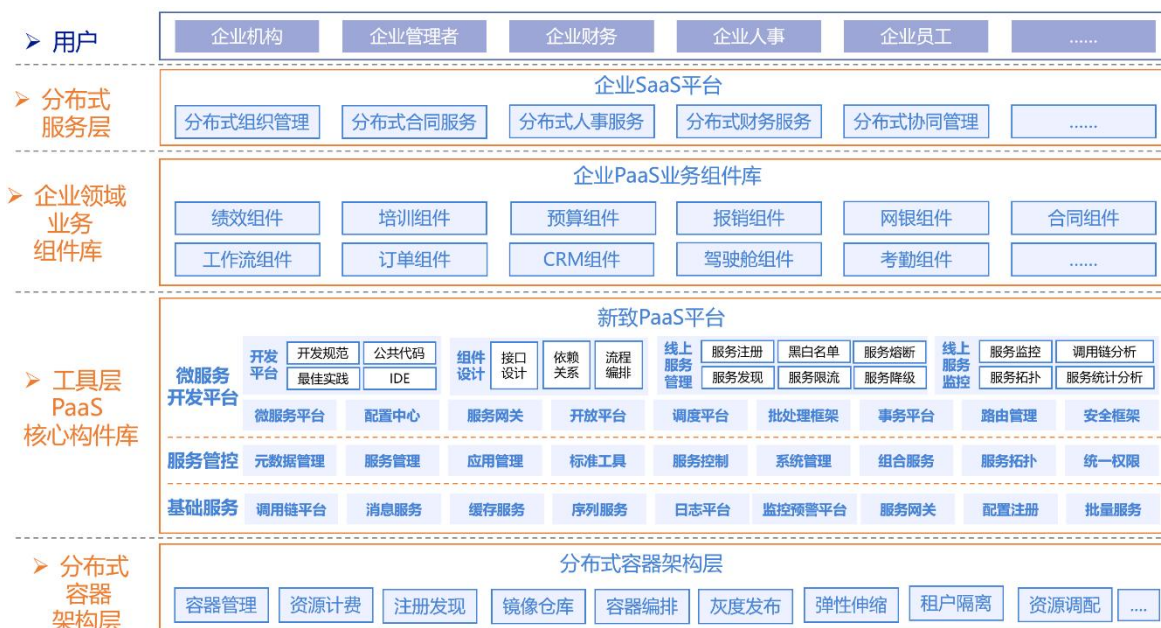 ➢ 用户
企业机构 企业管理者 企业财务 企业人事 企业员工 ......
➢ 分布式
服务层
企业SaaS平台
分布式组织管理 分布式合同服务 分布式人事服务 分布式财务服务 分布式协同管理 ......
➢ 企业领域
业务
组件库
企业PaaS业务组件库
绩效组件 培训组件 预算组件 报销组件 网银组件 合同组件
工作流组件 订单组件 CRM组件 驾驶舱组件 考勤组件 ......
➢ 工具层
PaaS
核心构件库
新致PaaS平台
微服务
开发平台
开发
平台
开发规范 公共代码
最佳实践 IDE
组件
设计
接口
设计
依赖
关系
流程
编排
线上
服务
管理
服务注册 黑白名单 服务熔断
服务发现 服务限流 服务降级
线上
服务
监控
服务监控 调用链分析
服务拓扑 服务统计分析
微服务平台 配置中心 服务网关 开放平台 调度平台 批处理框架 事务平台 路由管理 安全框架
服务管控 元数据管理 服务管理 应用管理 标准工具 服务控制 系统管理 组合服务 服务拓扑 统一权限
基础服务 调用链平台 消息服务 缓存服务 序列服务 日志平台 监控预警平台 服务网关 配置注册 批量服务
➢ 分布式
容器
架构层
分布式容器架构层
容器管理 资源计费 注册发现 镜像仓库 容器编排 灰度发布 弹性伸缩 租户隔离 资源调配 ....